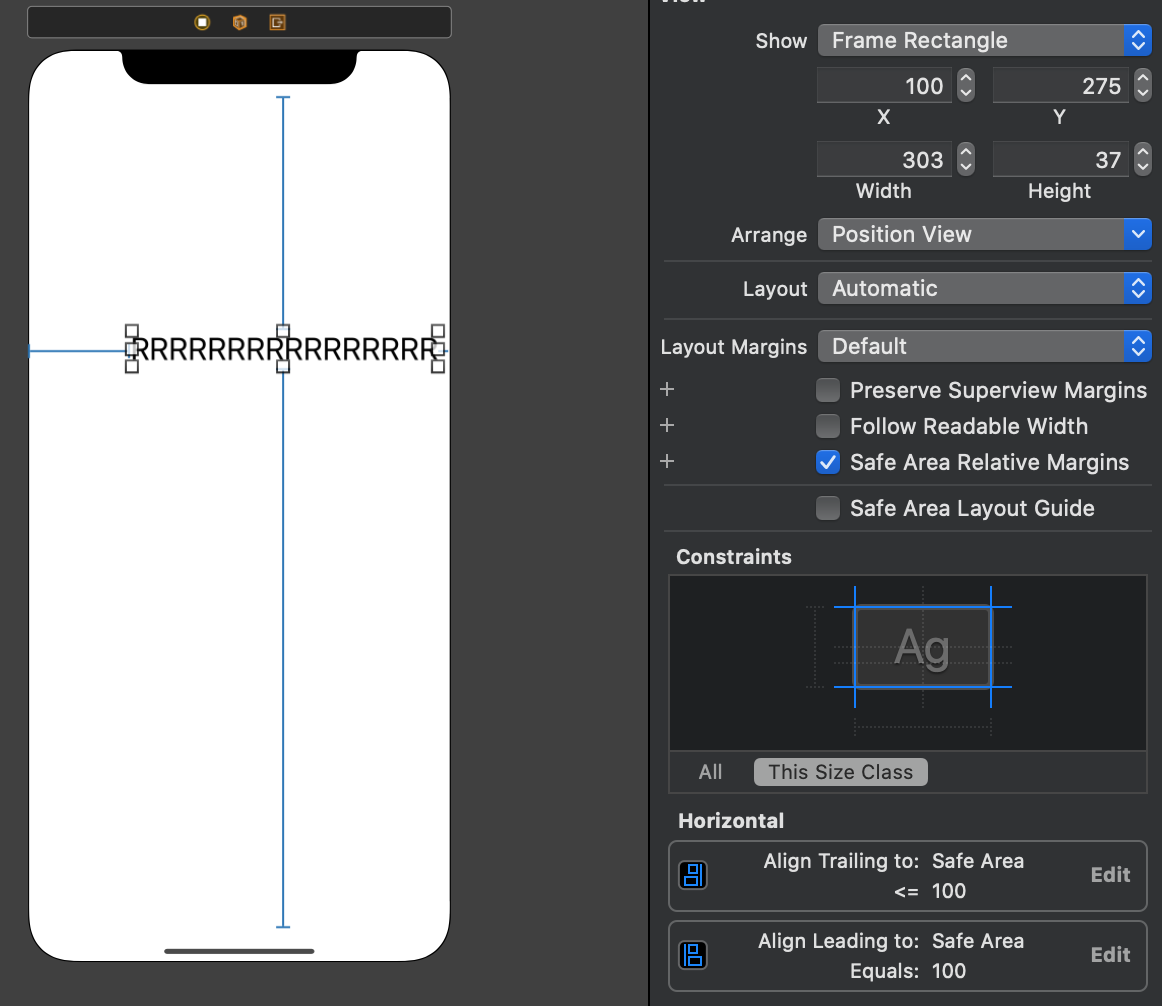 View
Show Frame Rectangle
100 275
X Y
303 37
Width Height
Arrange Position View
Layout Automatic
Layout Margins Default
+ Preserve Superview Margins
+ Follow Readable Width
+ Safe Area Relative Margins
Safe Area Layout Guide
RRRRRRRRRRRRRRRR
Constraints
Ag
All This Size Class
Horizontal
Align Trailing to: Safe Area
<= 100
Edit
Align Leading to: Safe Area
Equals: 100
Edit